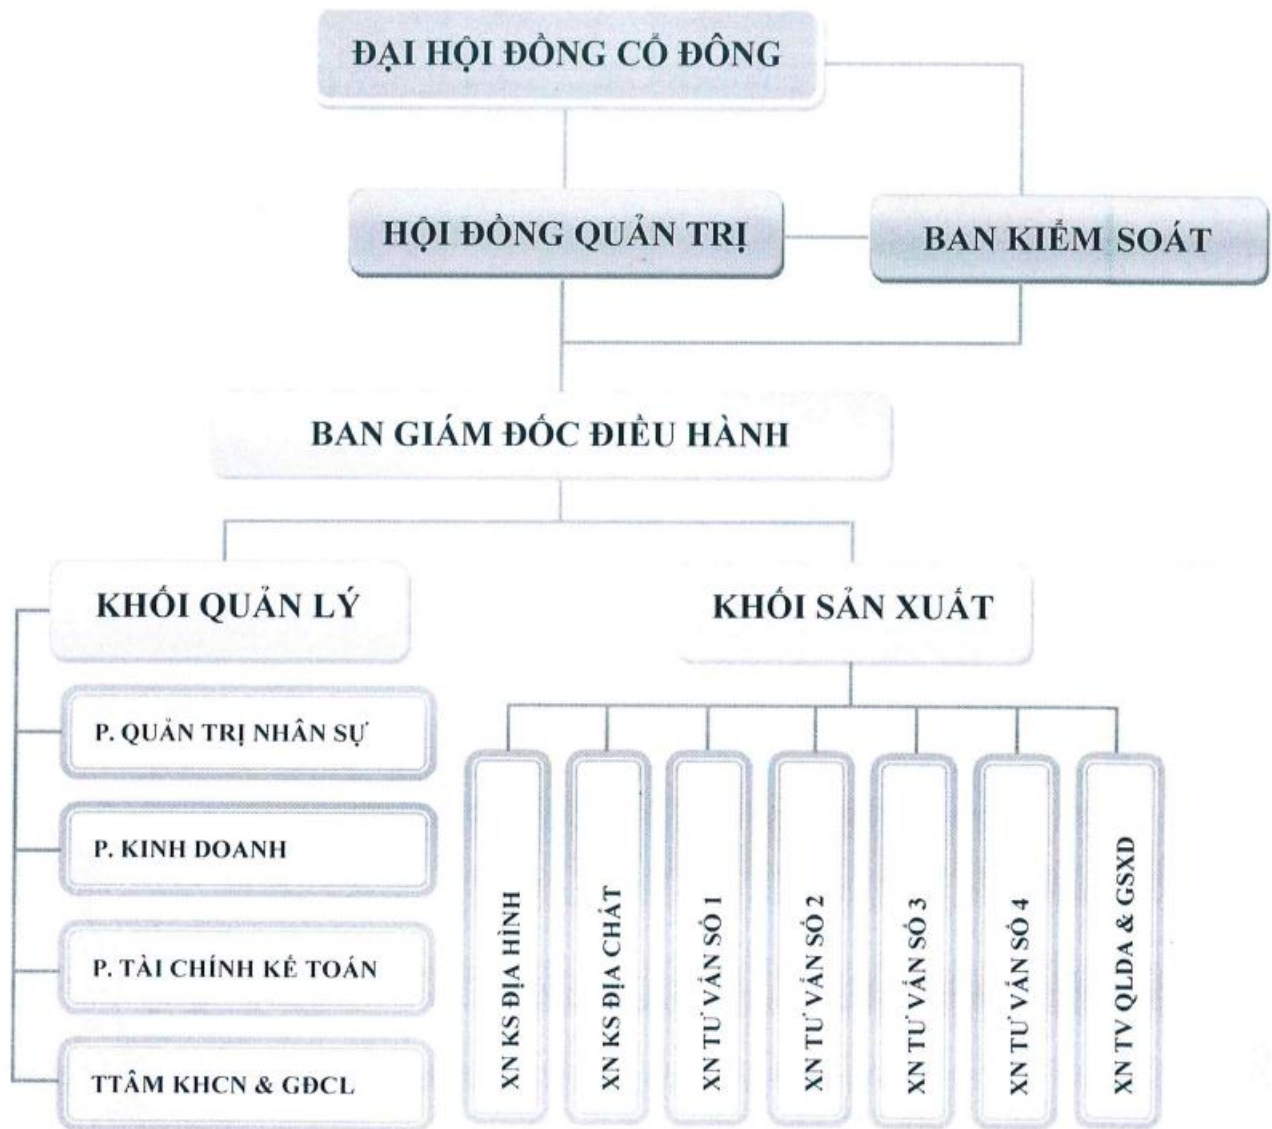 ĐẠI HỘI ĐỒNG CỔ ĐÔNG
HỘI ĐỒNG QUẢN TRỊ
BAN KIỂM SOÁT
BAN GIÁM ĐỐC ĐIỀU HÀNH
KHỐI QUẢN LÝ
KHỐI SẢN XUẤT
P. QUẢN TRỊ NHÂN SỰ
P. KINH DOANH
P. TÀI CHÍNH KẾ TOÁN
TTÂM KHCN & GĐCL
XN KS ĐỊA HÌNH
XN KS ĐỊA CHẤT
XN TƯ VẤN SỐ 1
XN TƯ VẤN SỐ 2
XN TƯ VẤN SỐ 3
XN TƯ VẤN SỐ 4
XN TV QLDA & GSXD